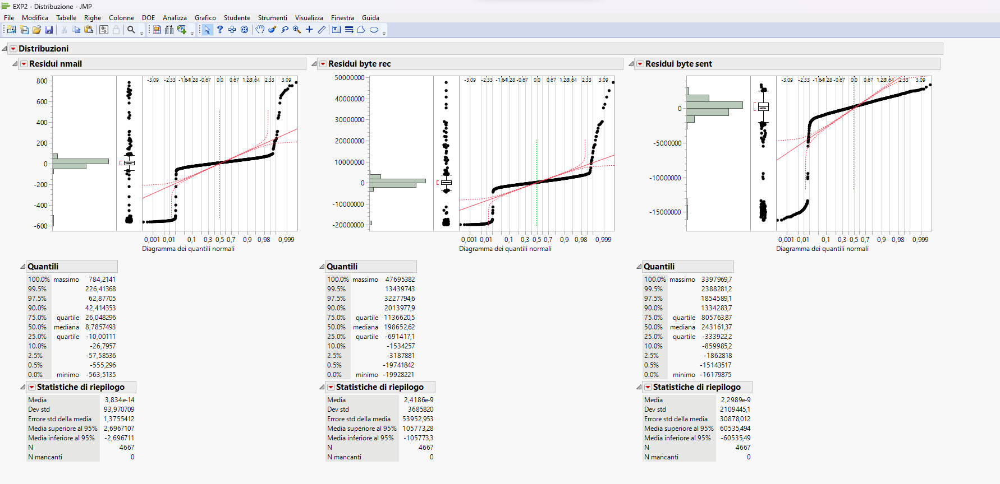 EXP2 - Distribuzione - JMP
File Modifica Tabelle Righe Colonne DOE Analizza Grafico Studente Strumenti Visualizza Finestra Guida
Distribuzioni
Residui nmail
-3,09 -2,33 -1,64 -1,28 -0,67 0,0 0,67 1,28 1,64 2,33 3,09
800
600
400
200
0
-200
-400
-600
0,001 0,01 0,1 0,3 0,5 0,7 0,9 0,98 0,999
Diagramma dei quantili normali
Quantili
100.0% massimo 784,2141
99.5% 226,41368
97.5% 62,87705
90.0% 42,414353
75.0% quartile 26,048296
50.0% mediana 8,7857493
25.0% quartile -10,00111
10.0% -26,7957
2.5% -57,58536
0.5% -555,296
0.0% minimo -563,5135
Statistiche di riepilogo
Media 3,834e-14
Dev std 93,970709
Errore std della media 1,3755412
Media superiore al 95% 2,6967107
Media inferiore al 95% -2,696711
N 4667
N mancanti 0
Residui byte rec
-3,09 -2,33 -1,64 -1,28 -0,67 0,0 0,67 1,28 1,64 2,33 3,09
50000000
40000000
30000000
20000000
10000000
0
-10000000
-20000000
0,001 0,01 0,1 0,3 0,5 0,7 0,9 0,98 0,999
Diagramma dei quantili normali
Quantili
100.0% massimo 47695382
99.5% 13439743
97.5% 3227794,6
90.0% 2013977,9
75.0% quartile 1136620,5
50.0% mediana 198652,62
25.0% quartile -691417,1
10.0% -1534257
2.5% -3187881
0.5% -19741842
0.0% minimo -19928221
Statistiche di riepilogo
Media 2,4186e-9
Dev std 3685820
Errore std della media 53952,953
Media superiore al 95% 105773,28
Media inferiore al 95% -105773,3
N 4667
N mancanti 0
Residui byte sent
-3,09 -2,33 -1,64 -1,28 -0,67 0,0 0,67 1,28 1,64 2,33 3,09
0
-5000000
-10000000
-15000000
0,001 0,01 0,1 0,3 0,5 0,7 0,9 0,98 0,999
Diagramma dei quantili normali
Quantili
100.0% massimo 3397969,7
99.5% 2388281,2
97.5% 1854589,1
90.0% 1334283,7
75.0% quartile 805763,87
50.0% mediana 243161,37
25.0% quartile -333922,2
10.0% -859985,2
2.5% -1862818
0.5% -15143517
0.0% minimo -16179875
Statistiche di riepilogo
Media 2,2989e-9
Dev std 2109445,1
Errore std della media 30878,012
Media superiore al 95% 60535,494
Media inferiore al 95% -60535,49
N 4667
N mancanti 0